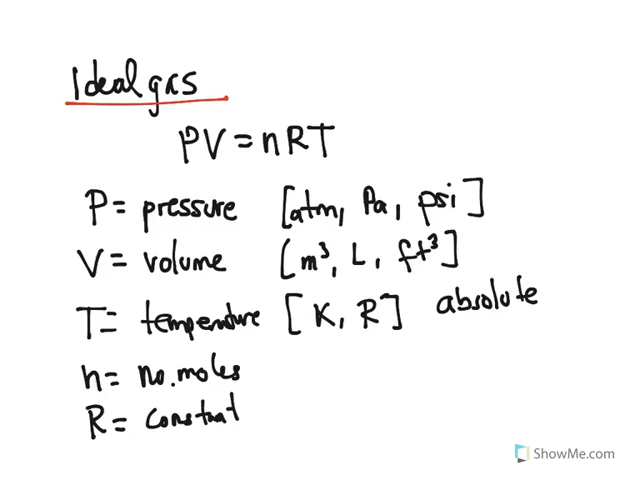 Ideal gas
PV = nRT
P = pressure [atm, Pa, psi]
V = volume [m³, L, ft³]
T = temperature [K, R] absolute
n = no. moles
R = constant
ShowMe.com